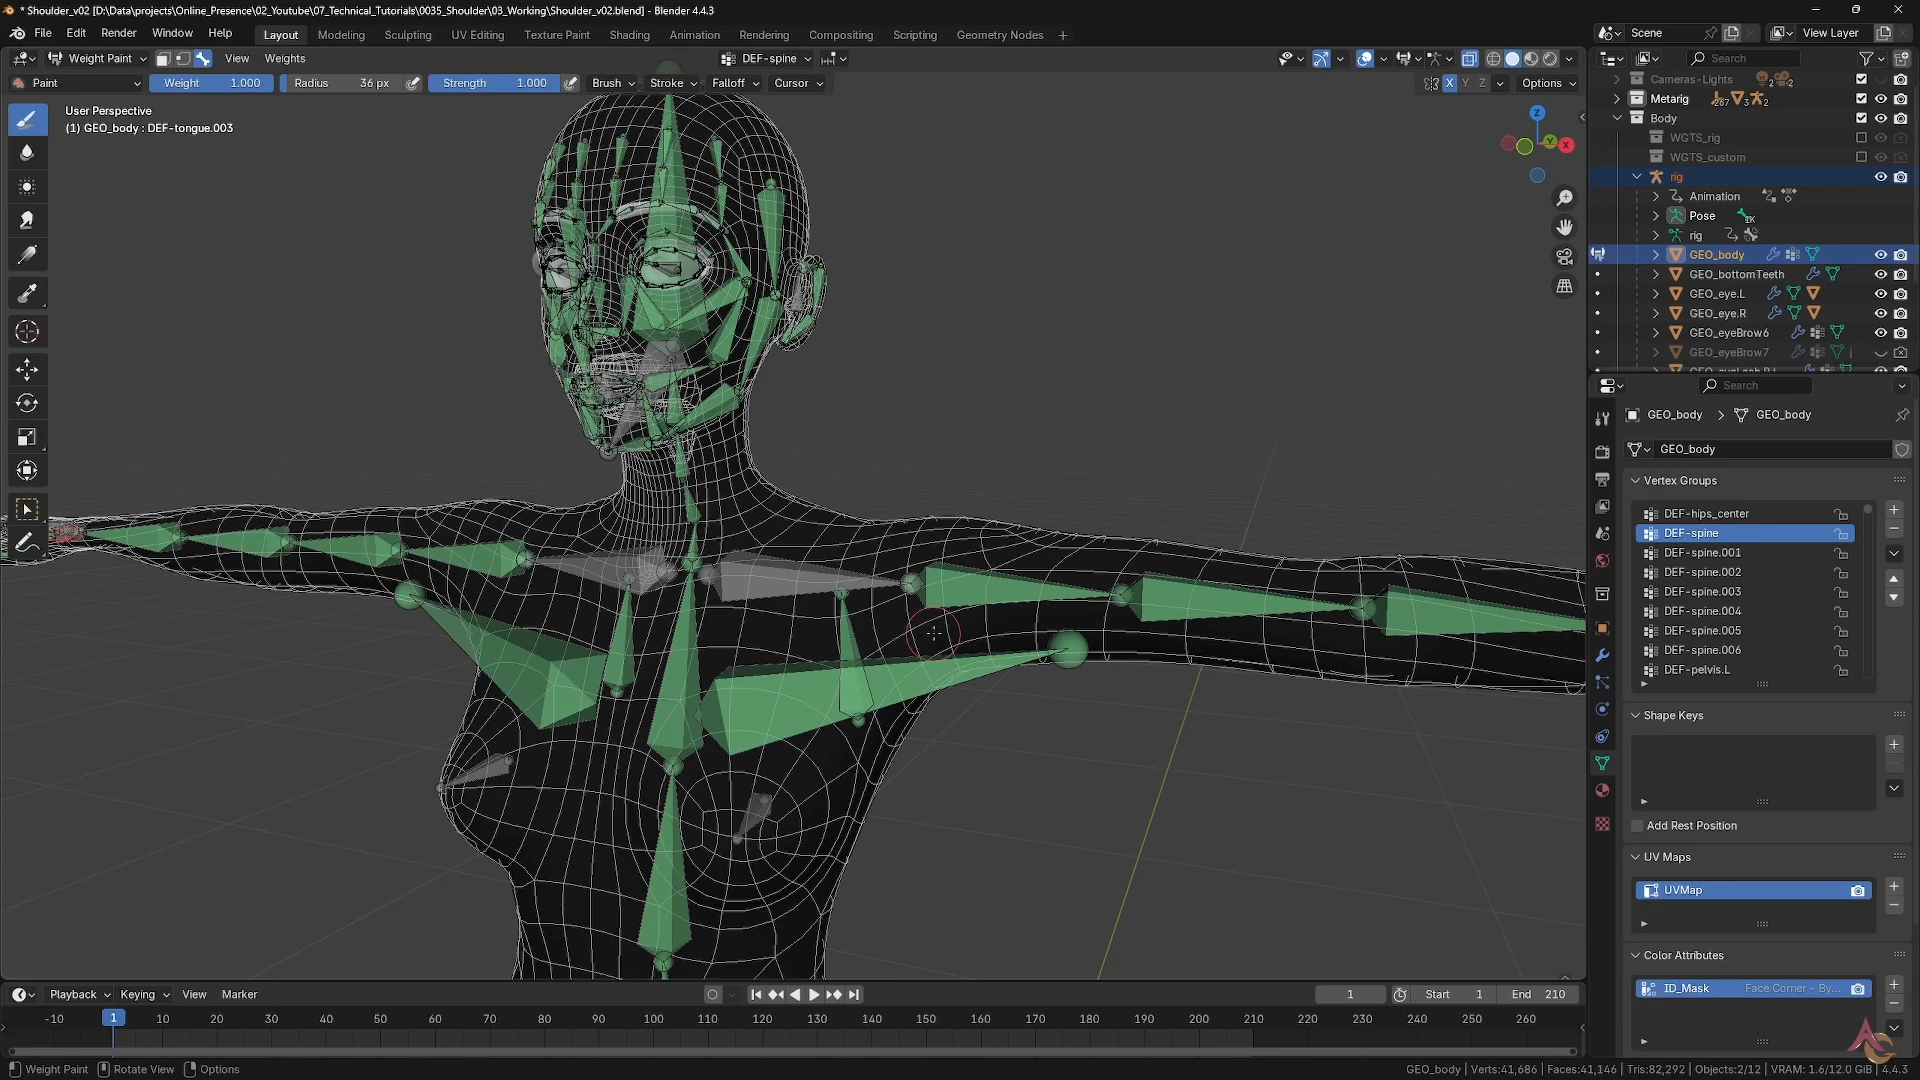 * Shoulder_v02 [D:\Data\projects\Online_Presence\02_Youtube\07_Technical_Tutorials\0035_Shoulder\03_Working\Shoulder_v02.blend] - Blender 4.4.3
File Edit Render Window Help
Layout Modeling Sculpting UV Editing Texture Paint Shading Animation Rendering Compositing Scripting Geometry Nodes +
Scene
View Layer
Weight Paint View Weights
DEF-spine
Search
Paint
Weight 1.000
Radius 36 px
Strength 1.000
Brush Stroke Falloff Cursor
X Y Z
Options
User Perspective
(1) GEO_body : DEF-tongue.003
Z
Y
X
Cameras-Lights 2 2
Metarig 267 3 2
Body
WGTS_rig
WGTS_custom
rig
Animation
Pose
rig
GEO_body
GEO_bottomTeeth
GEO_eye.L
GEO_eye.R
GEO_eyeBrow6
GEO_eyeBrow7
Search
GEO_body > GEO_body
GEO_body
Vertex Groups
DEF-hips_center
DEF-spine
DEF-spine.001
DEF-spine.002
DEF-spine.003
DEF-spine.004
DEF-spine.005
DEF-spine.006
DEF-pelvis.L
Shape Keys
Add Rest Position
UV Maps
UVMap
Color Attributes
ID_Mask Face Corner - By...
Playback Keying View Marker
1
Start 1
End 210
-10 1 10 20 30 40 50 60 70 80 90 100 110 120 130 140 150 160 170 180 190 200 210 220 230 240 250 260
Weight Paint Rotate View Options
GEO_body | Verts:41,686 | Faces:41,146 | Tris:82,292 | Objects:2/12 | VRAM: 1.6/12.0 GiB | 4.4.3